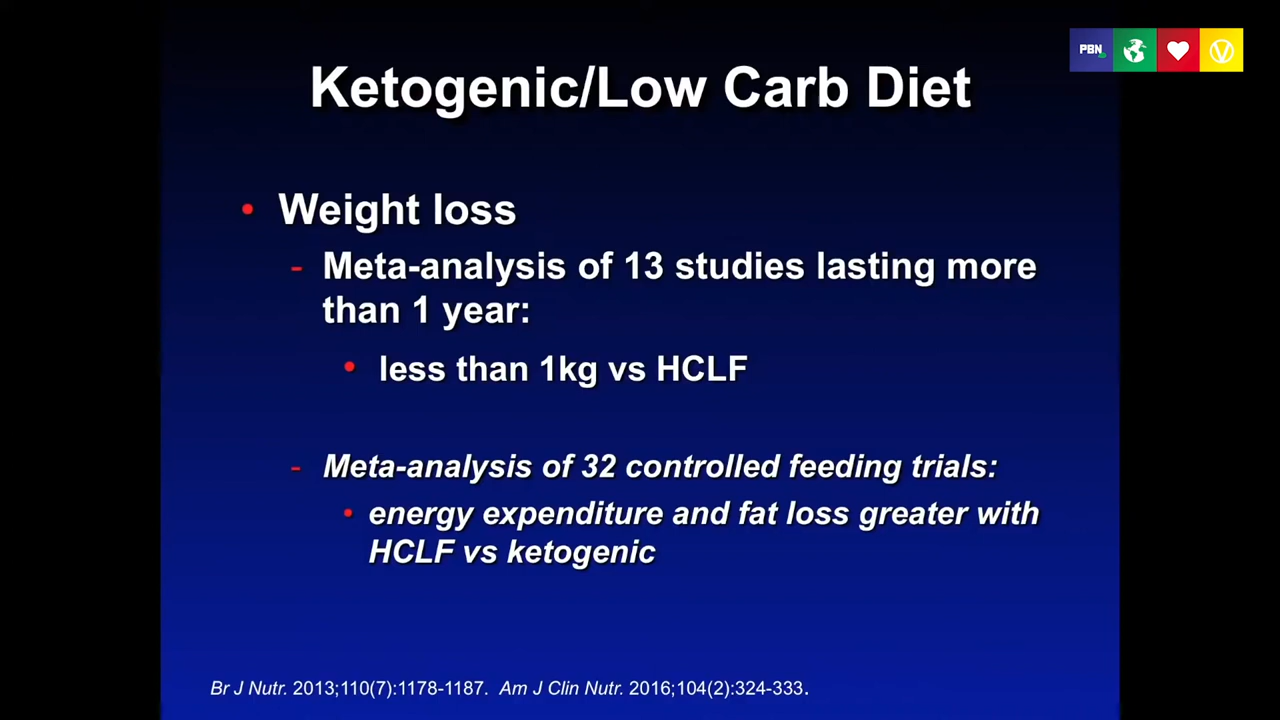 PBN
Ketogenic/Low Carb Diet
• Weight loss
- Meta-analysis of 13 studies lasting more
than 1 year:
• less than 1kg vs HCLF
- Meta-analysis of 32 controlled feeding trials:
• energy expenditure and fat loss greater with
HCLF vs ketogenic
Br J Nutr. 2013;110(7):1178-1187. Am J Clin Nutr. 2016;104(2):324-333.